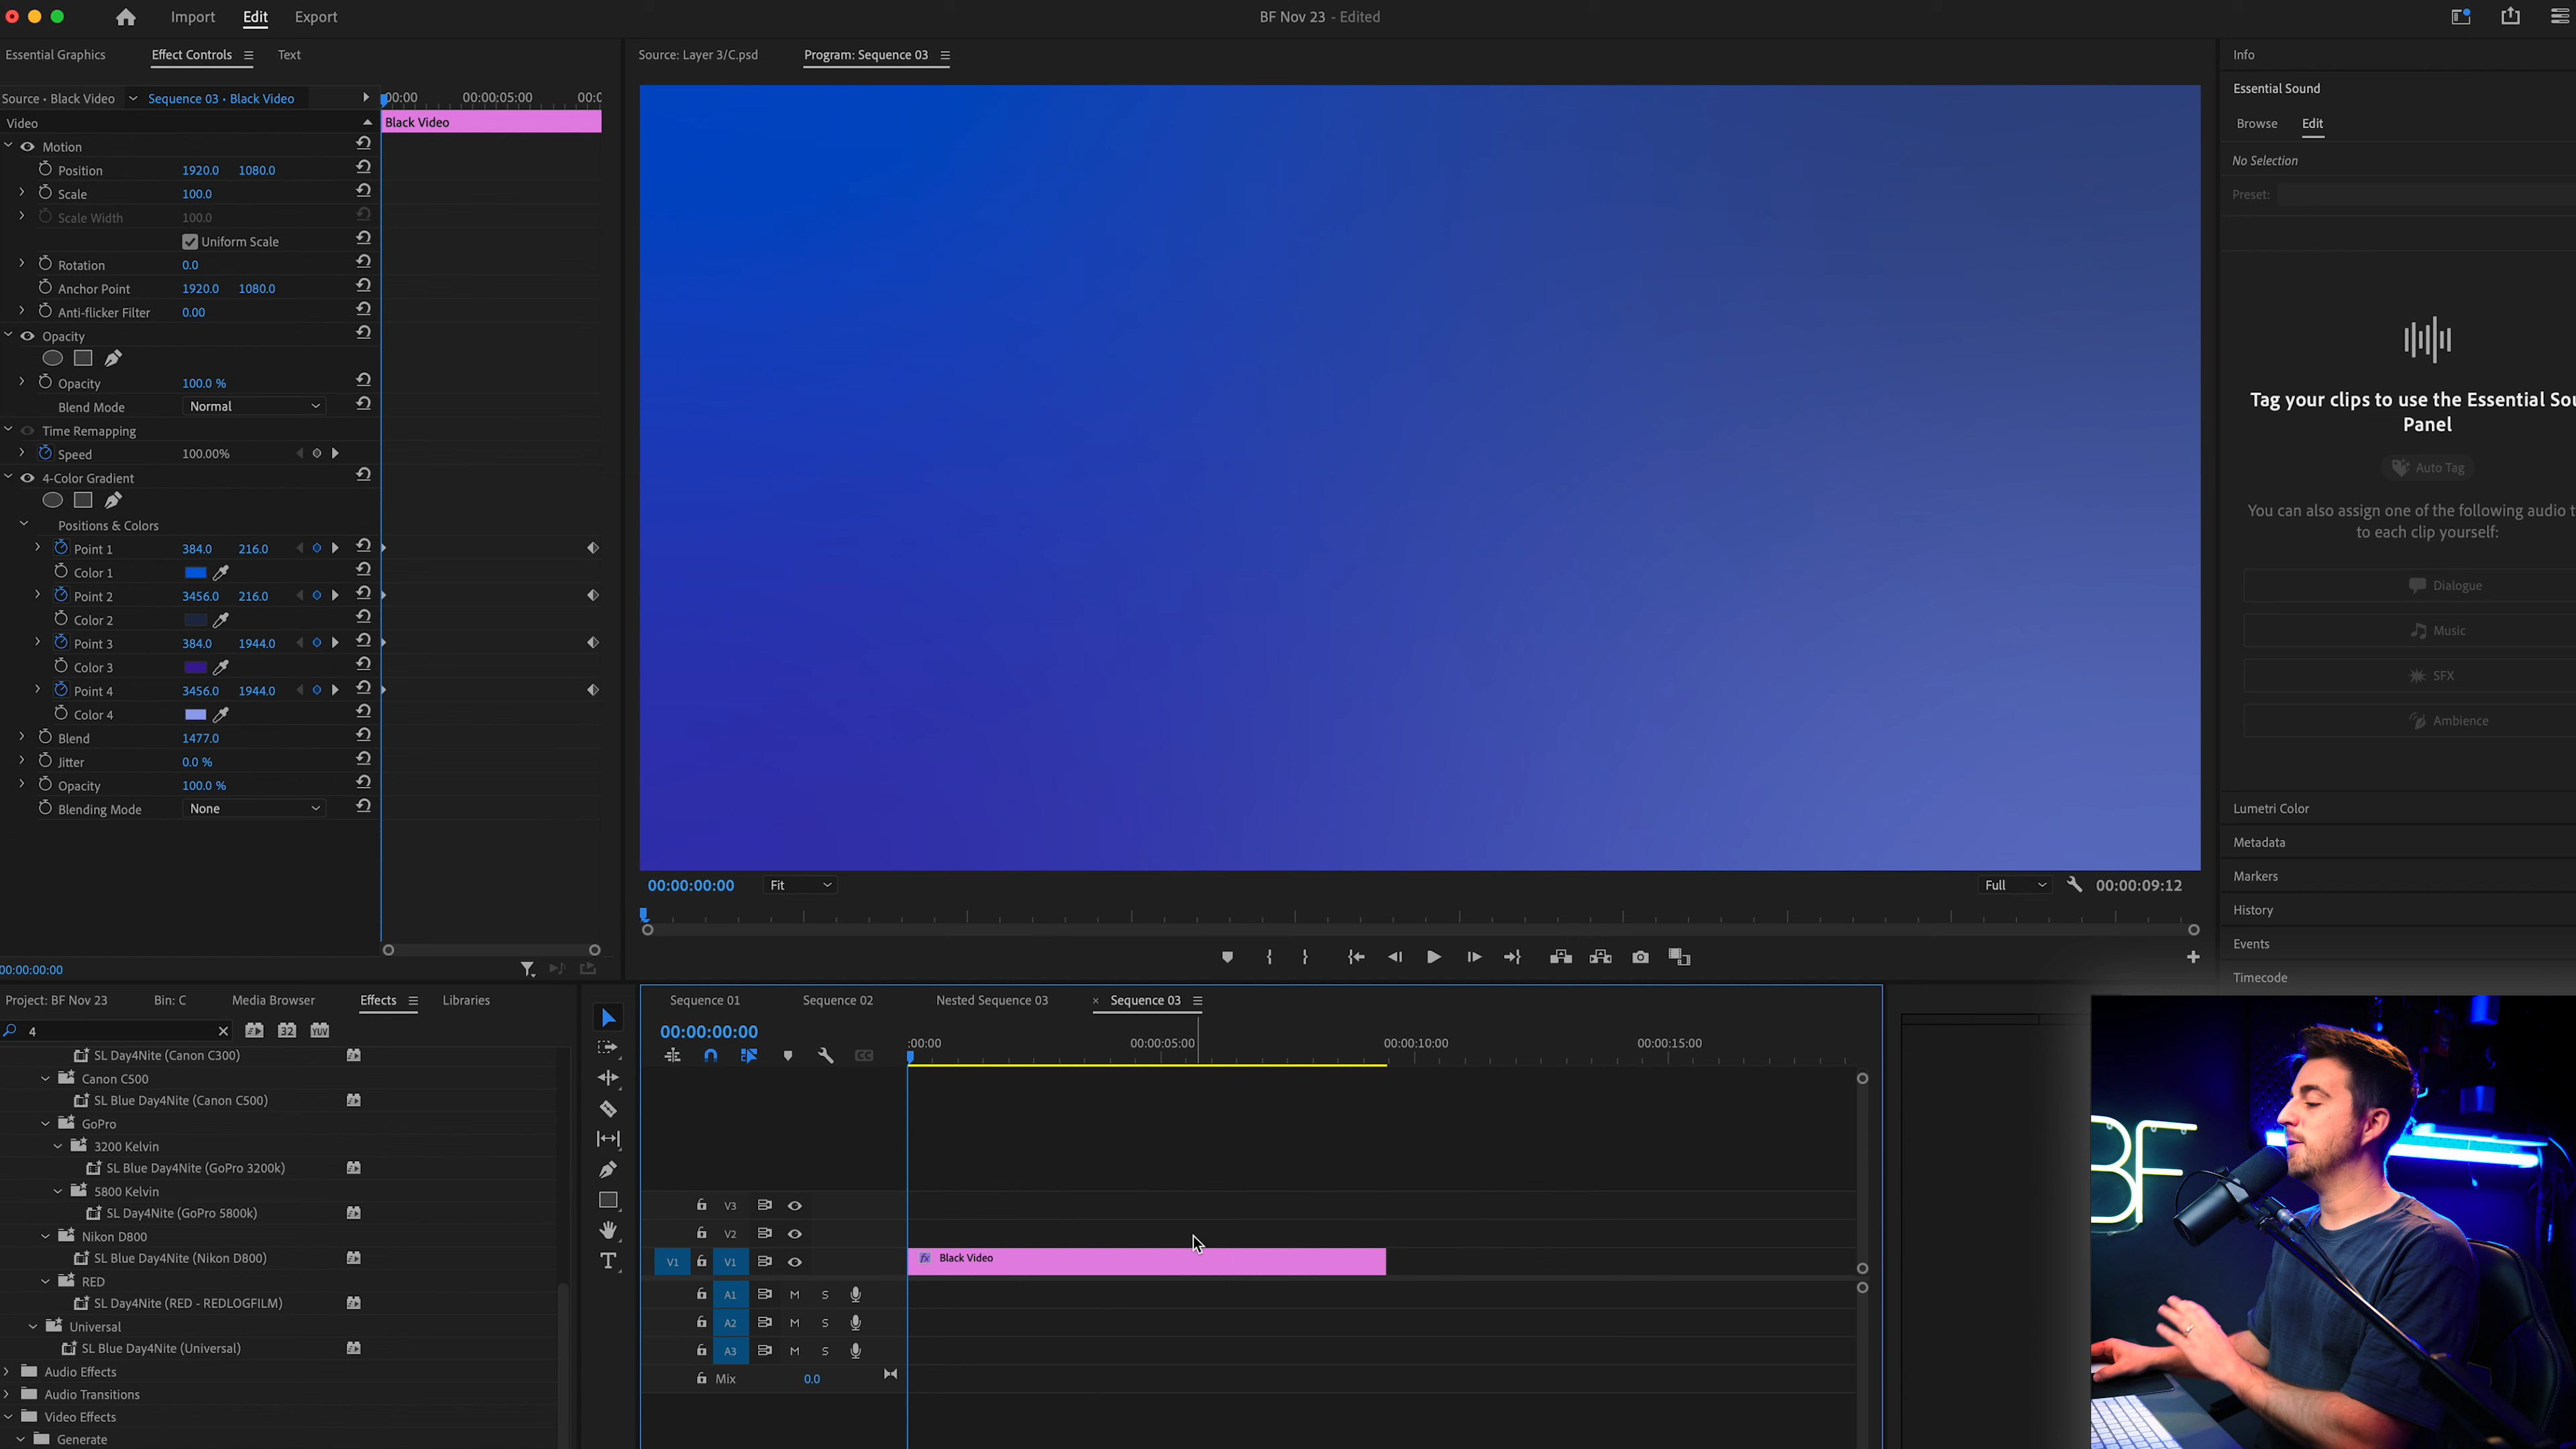 Import Edit Export
BF Nov 23 - Edited
Essential Graphics Effect Controls Text
Source: Layer 3/C.psd Program: Sequence 03
Info
Essential Sound
Browse Edit
No Selection
Preset:
Source • Black Video Sequence 03 • Black Video
00:00 00:00:05:00
Black Video
Video
Motion
Position 1920.0 1080.0
Scale 100.0
Scale Width 100.0
Uniform Scale
Rotation 0.0
Anchor Point 1920.0 1080.0
Anti-flicker Filter 0.00
Opacity
Opacity 100.0 %
Blend Mode Normal
Time Remapping
Speed 100.00%
4-Color Gradient
Positions & Colors
Point 1 384.0 216.0
Color 1
Point 2 3456.0 216.0
Color 2
Point 3 384.0 1944.0
Color 3
Point 4 3456.0 1944.0
Color 4
Blend 1477.0
Jitter 0.0 %
Opacity 100.0 %
Blending Mode None
00:00:00:00
Tag your clips to use the Essential Sou
Panel
Auto Tag
You can also assign one of the following audio t
to each clip yourself:
Dialogue
Music
SFX
Ambience
Lumetri Color
Metadata
Markers
History
Events
Timecode
00:00:00:00 Fit Full 00:00:09:12
Project: BF Nov 23 Bin: C Media Browser Effects Libraries
4
32 YUV
SL Day4Nite (Canon C300)
Canon C500
SL Blue Day4Nite (Canon C500)
GoPro
3200 Kelvin
SL Blue Day4Nite (GoPro 3200k)
5800 Kelvin
SL Day4Nite (GoPro 5800k)
Nikon D800
SL Blue Day4Nite (Nikon D800)
RED
SL Day4Nite (RED - REDLOGFILM)
Universal
SL Blue Day4Nite (Universal)
Audio Effects
Audio Transitions
Video Effects
Generate
Sequence 01 Sequence 02 Nested Sequence 03 × Sequence 03
00:00:00:00
:00:00 00:00:05:00 00:00:10:00 00:00:15:00
CC
V3
V2
V1 V1 fx Black Video
A1 M S
A2 M S
A3 M S
Mix 0.0
BF